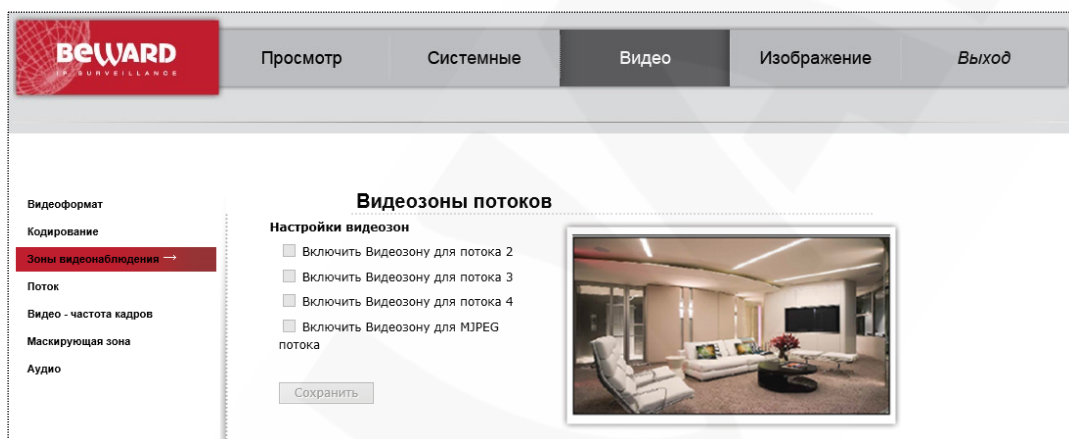 BEWARD
IP SURVEILLANCE
Просмотр
Системные
Видео
Изображение
Выход
Видеоформат
Кодирование
Зоны видеонаблюдения →
Поток
Видео - частота кадров
Маскирующая зона
Аудио
Видеозоны потоков
Настройки видеозон
Включить Видеозону для потока 2
Включить Видеозону для потока 3
Включить Видеозону для потока 4
Включить Видеозону для MJPEG
потока
Сохранить